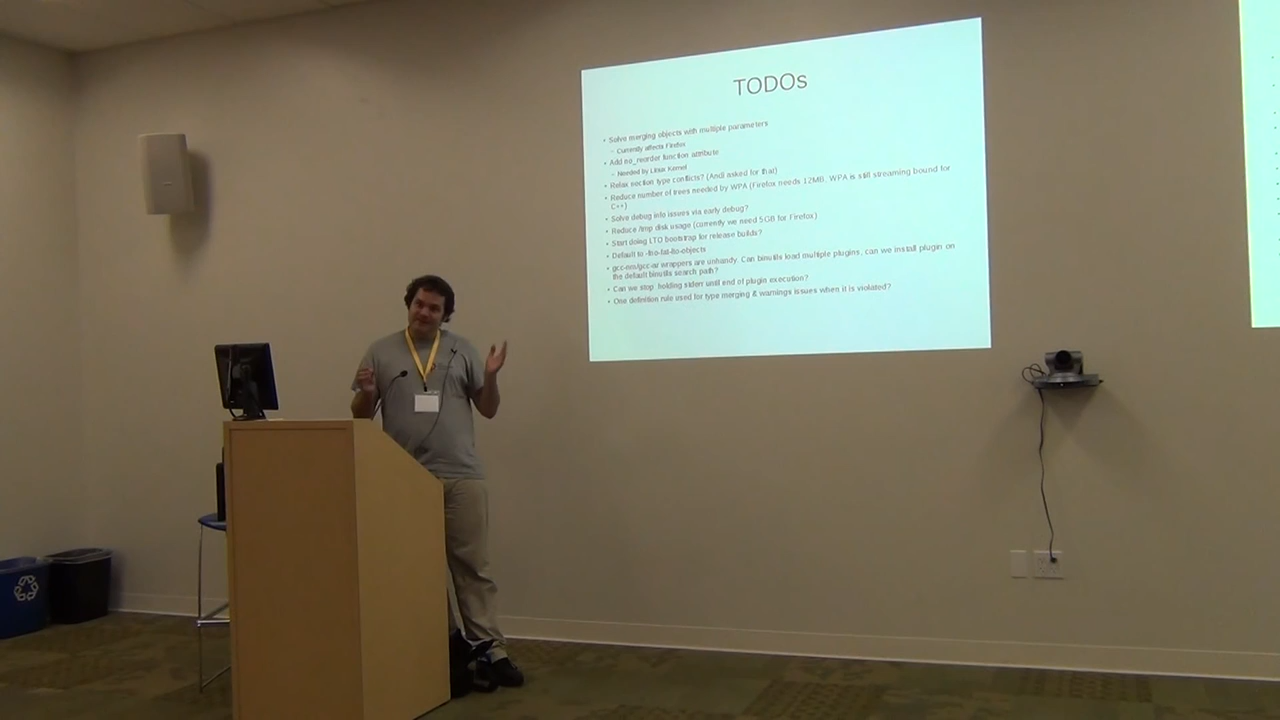 TODOs
• Solve merging objects with multiple parameters
– Currently affects Firefox
• Add no_reorder function attribute
– Needed by Linux Kernel
• Relax section type conflicts? (Andi asked for that)
• Reduce number of trees needed by WPA (Firefox needs 12MB, WPA is still streaming bound for
C++)
• Solve debug info issues via early debug?
• Reduce /tmp disk usage (currently we need 5GB for Firefox)
• Start doing LTO bootstrap for release builds?
• Default to -fno-fat-lto-objects
• gcc-nm/gcc-ar wrappers are unhandy. Can binutils load multiple plugins, can we install plugin on
the default binutils search path?
• Can we stop holding stderr until end of plugin execution?
• One definition rule used for type merging & warnings issues when it is violated?